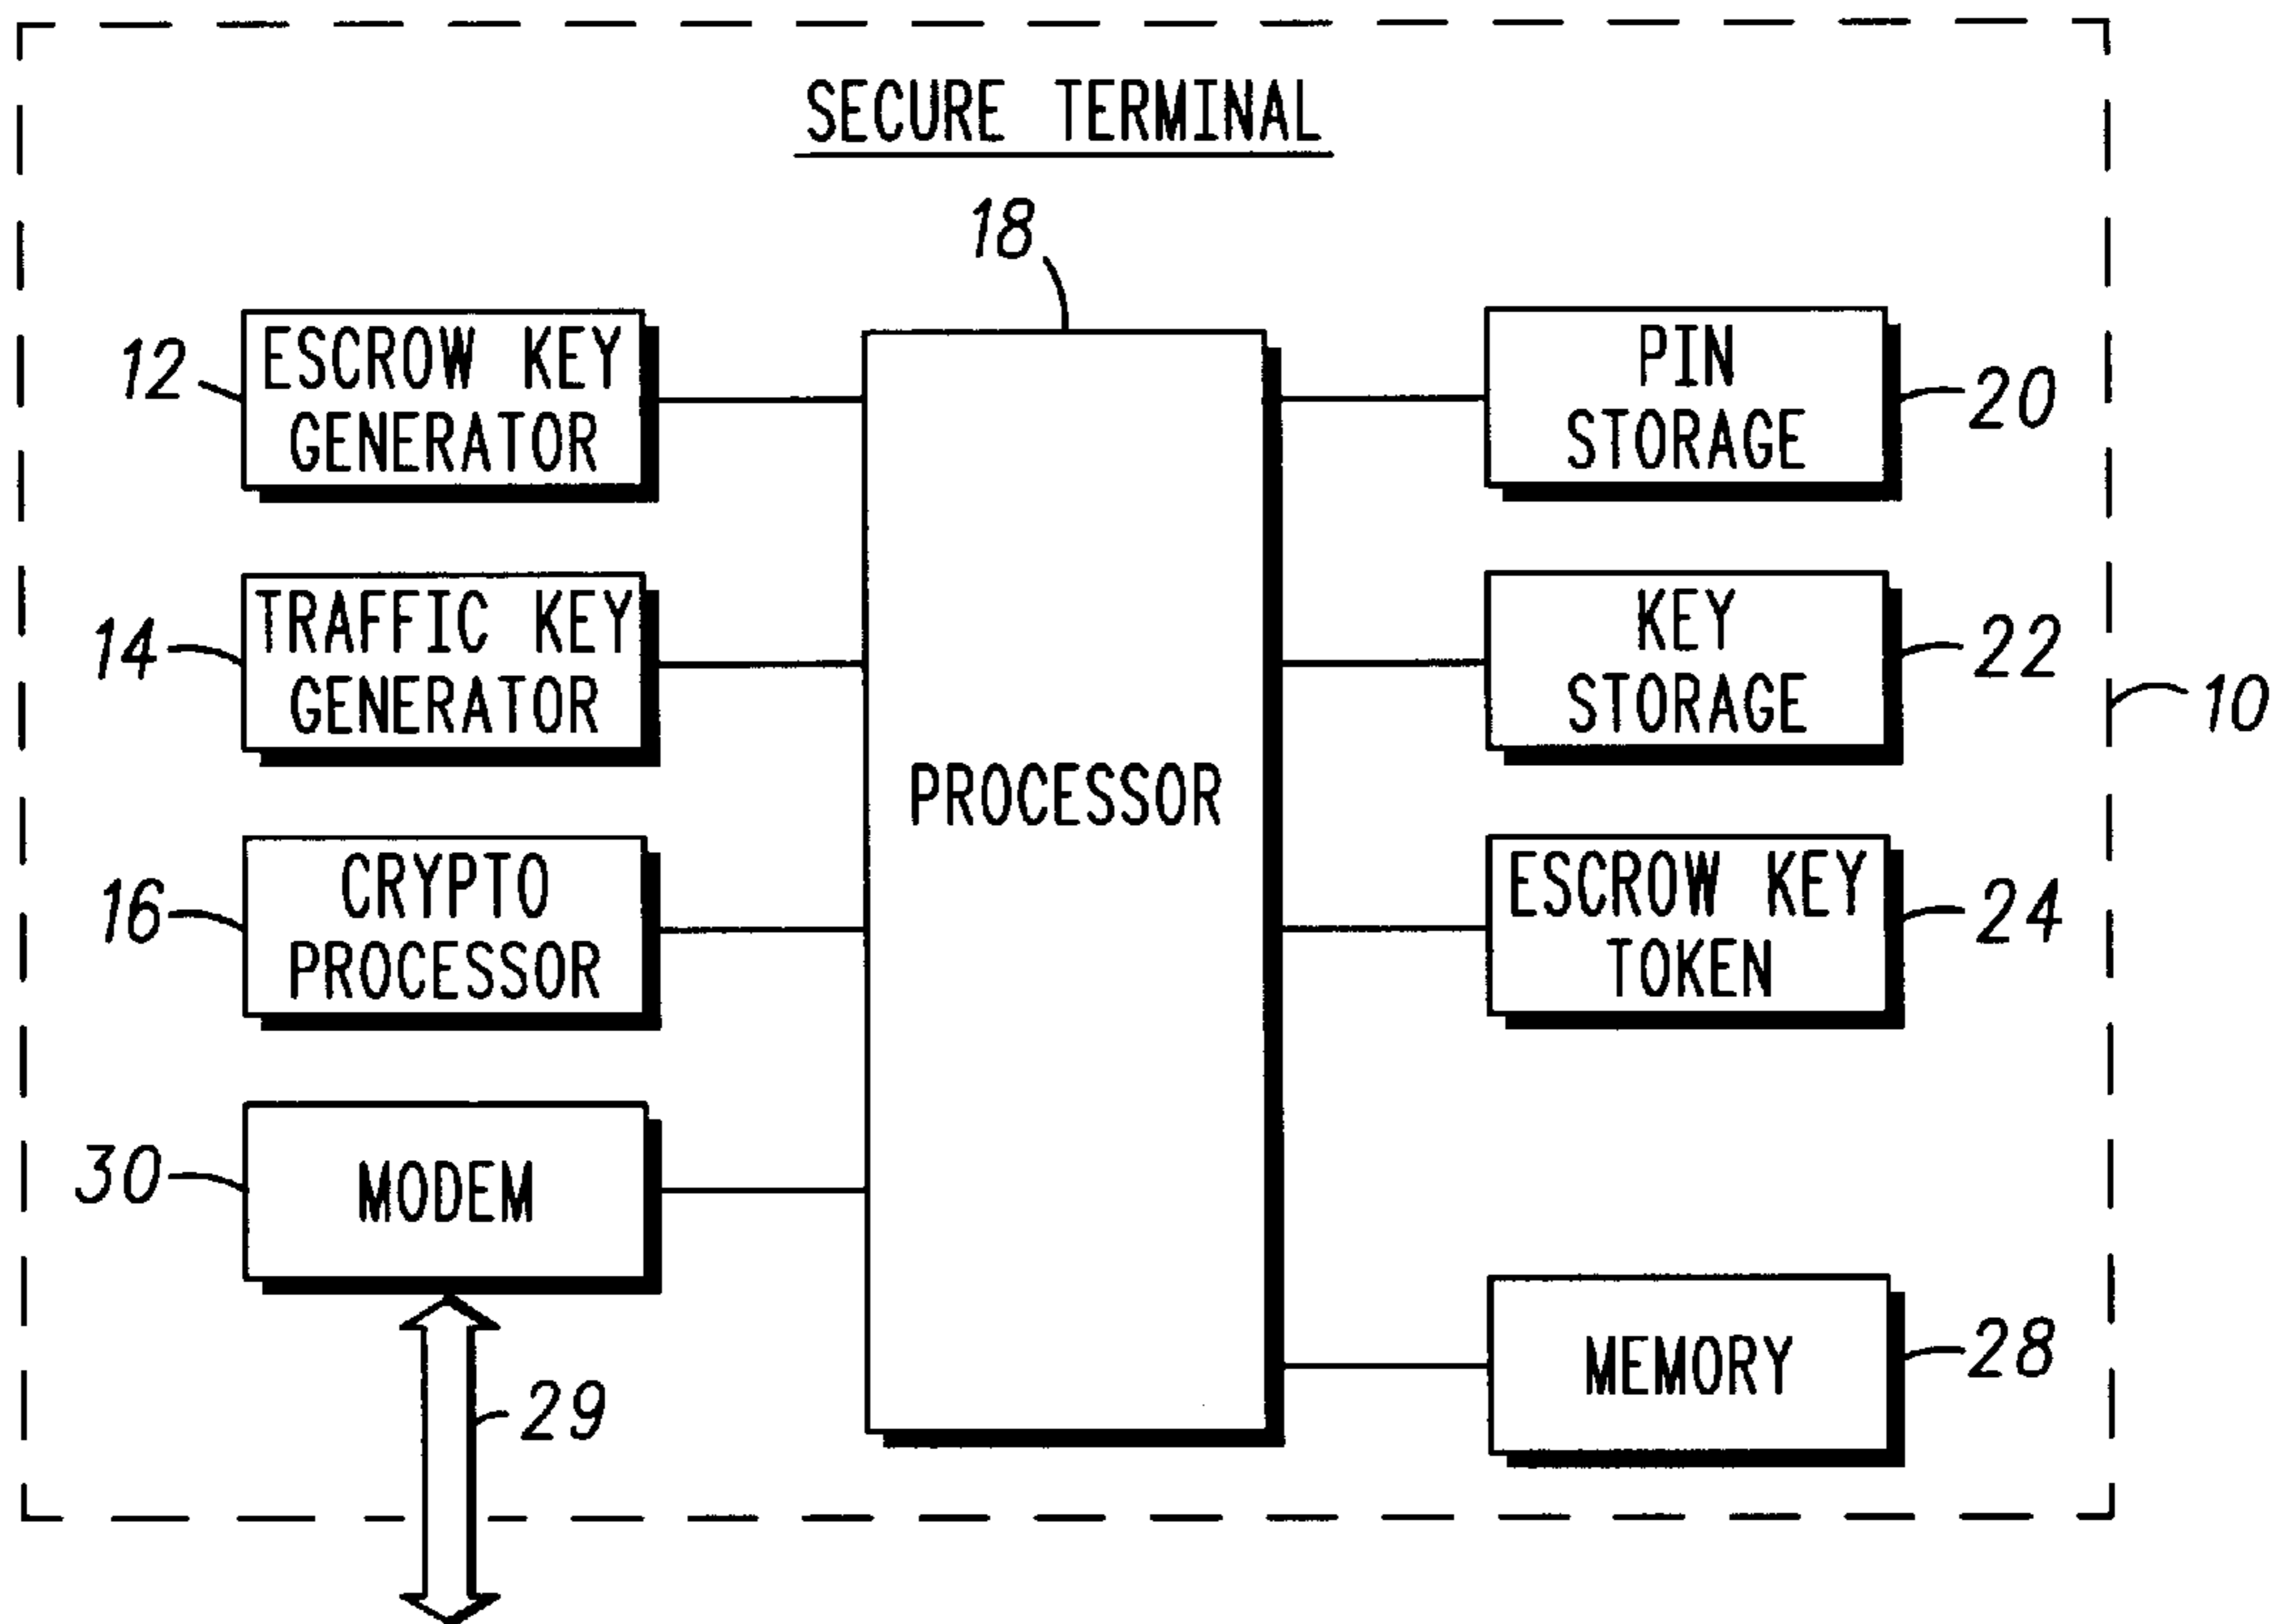 SECURE TERMINAL
18
12
ESCROW KEY
GENERATOR
PIN
STORAGE
20
14
TRAFFIC KEY
GENERATOR
KEY
STORAGE
22
10
PROCESSOR
16
CRYPTO
PROCESSOR
ESCROW KEY
TOKEN
24
30
MODEM
MEMORY
28
29